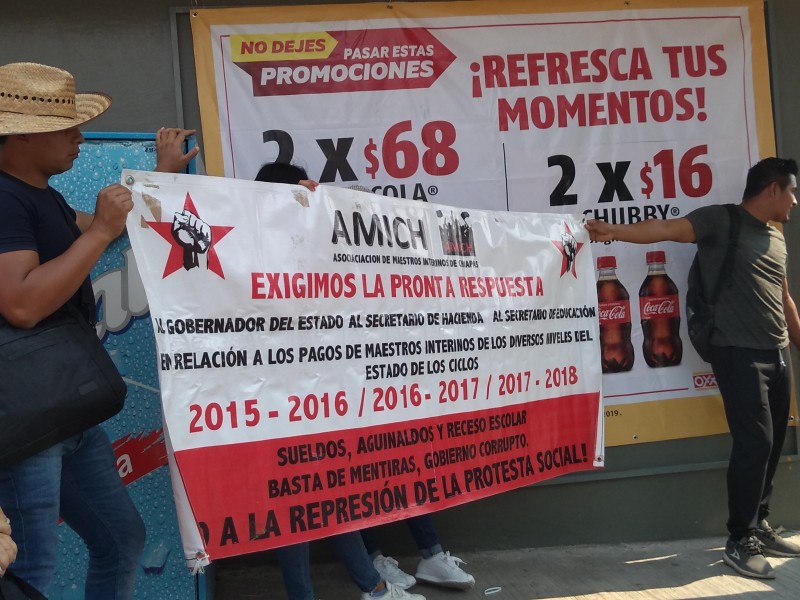 NO DEJES
PASAR ESTAS
PROMOCIONES
¡REFRESCA TUS
MOMENTOS!
2 x $68
2 x $16
CHUBBY®
Coca-Cola
Coca-Cola
2019.
AMICH
ASOCIACION DE MAESTROS INTERINOS DE CHIAPAS
EXIGIMOS LA PRONTA RESPUESTA
GOBERNADOR DEL ESTADO AL SECRETARIO DE HACIENDA AL SECRETARIO DE EDUCACIÓN
EN RELACIÓN A LOS PAGOS DE MAESTROS INTERINOS DE LOS DIVERSOS NIVELES DEL
ESTADO DE LOS CICLOS
2015 - 2016 / 2016 - 2017 / 2017 - 2018
SUELDOS, AGUINALDOS Y RECESO ESCOLAR
BASTA DE MENTIRAS, GOBIERNO CORRUPTO.
A LA REPRESIÓN DE LA PROTESTA SOCIAL!